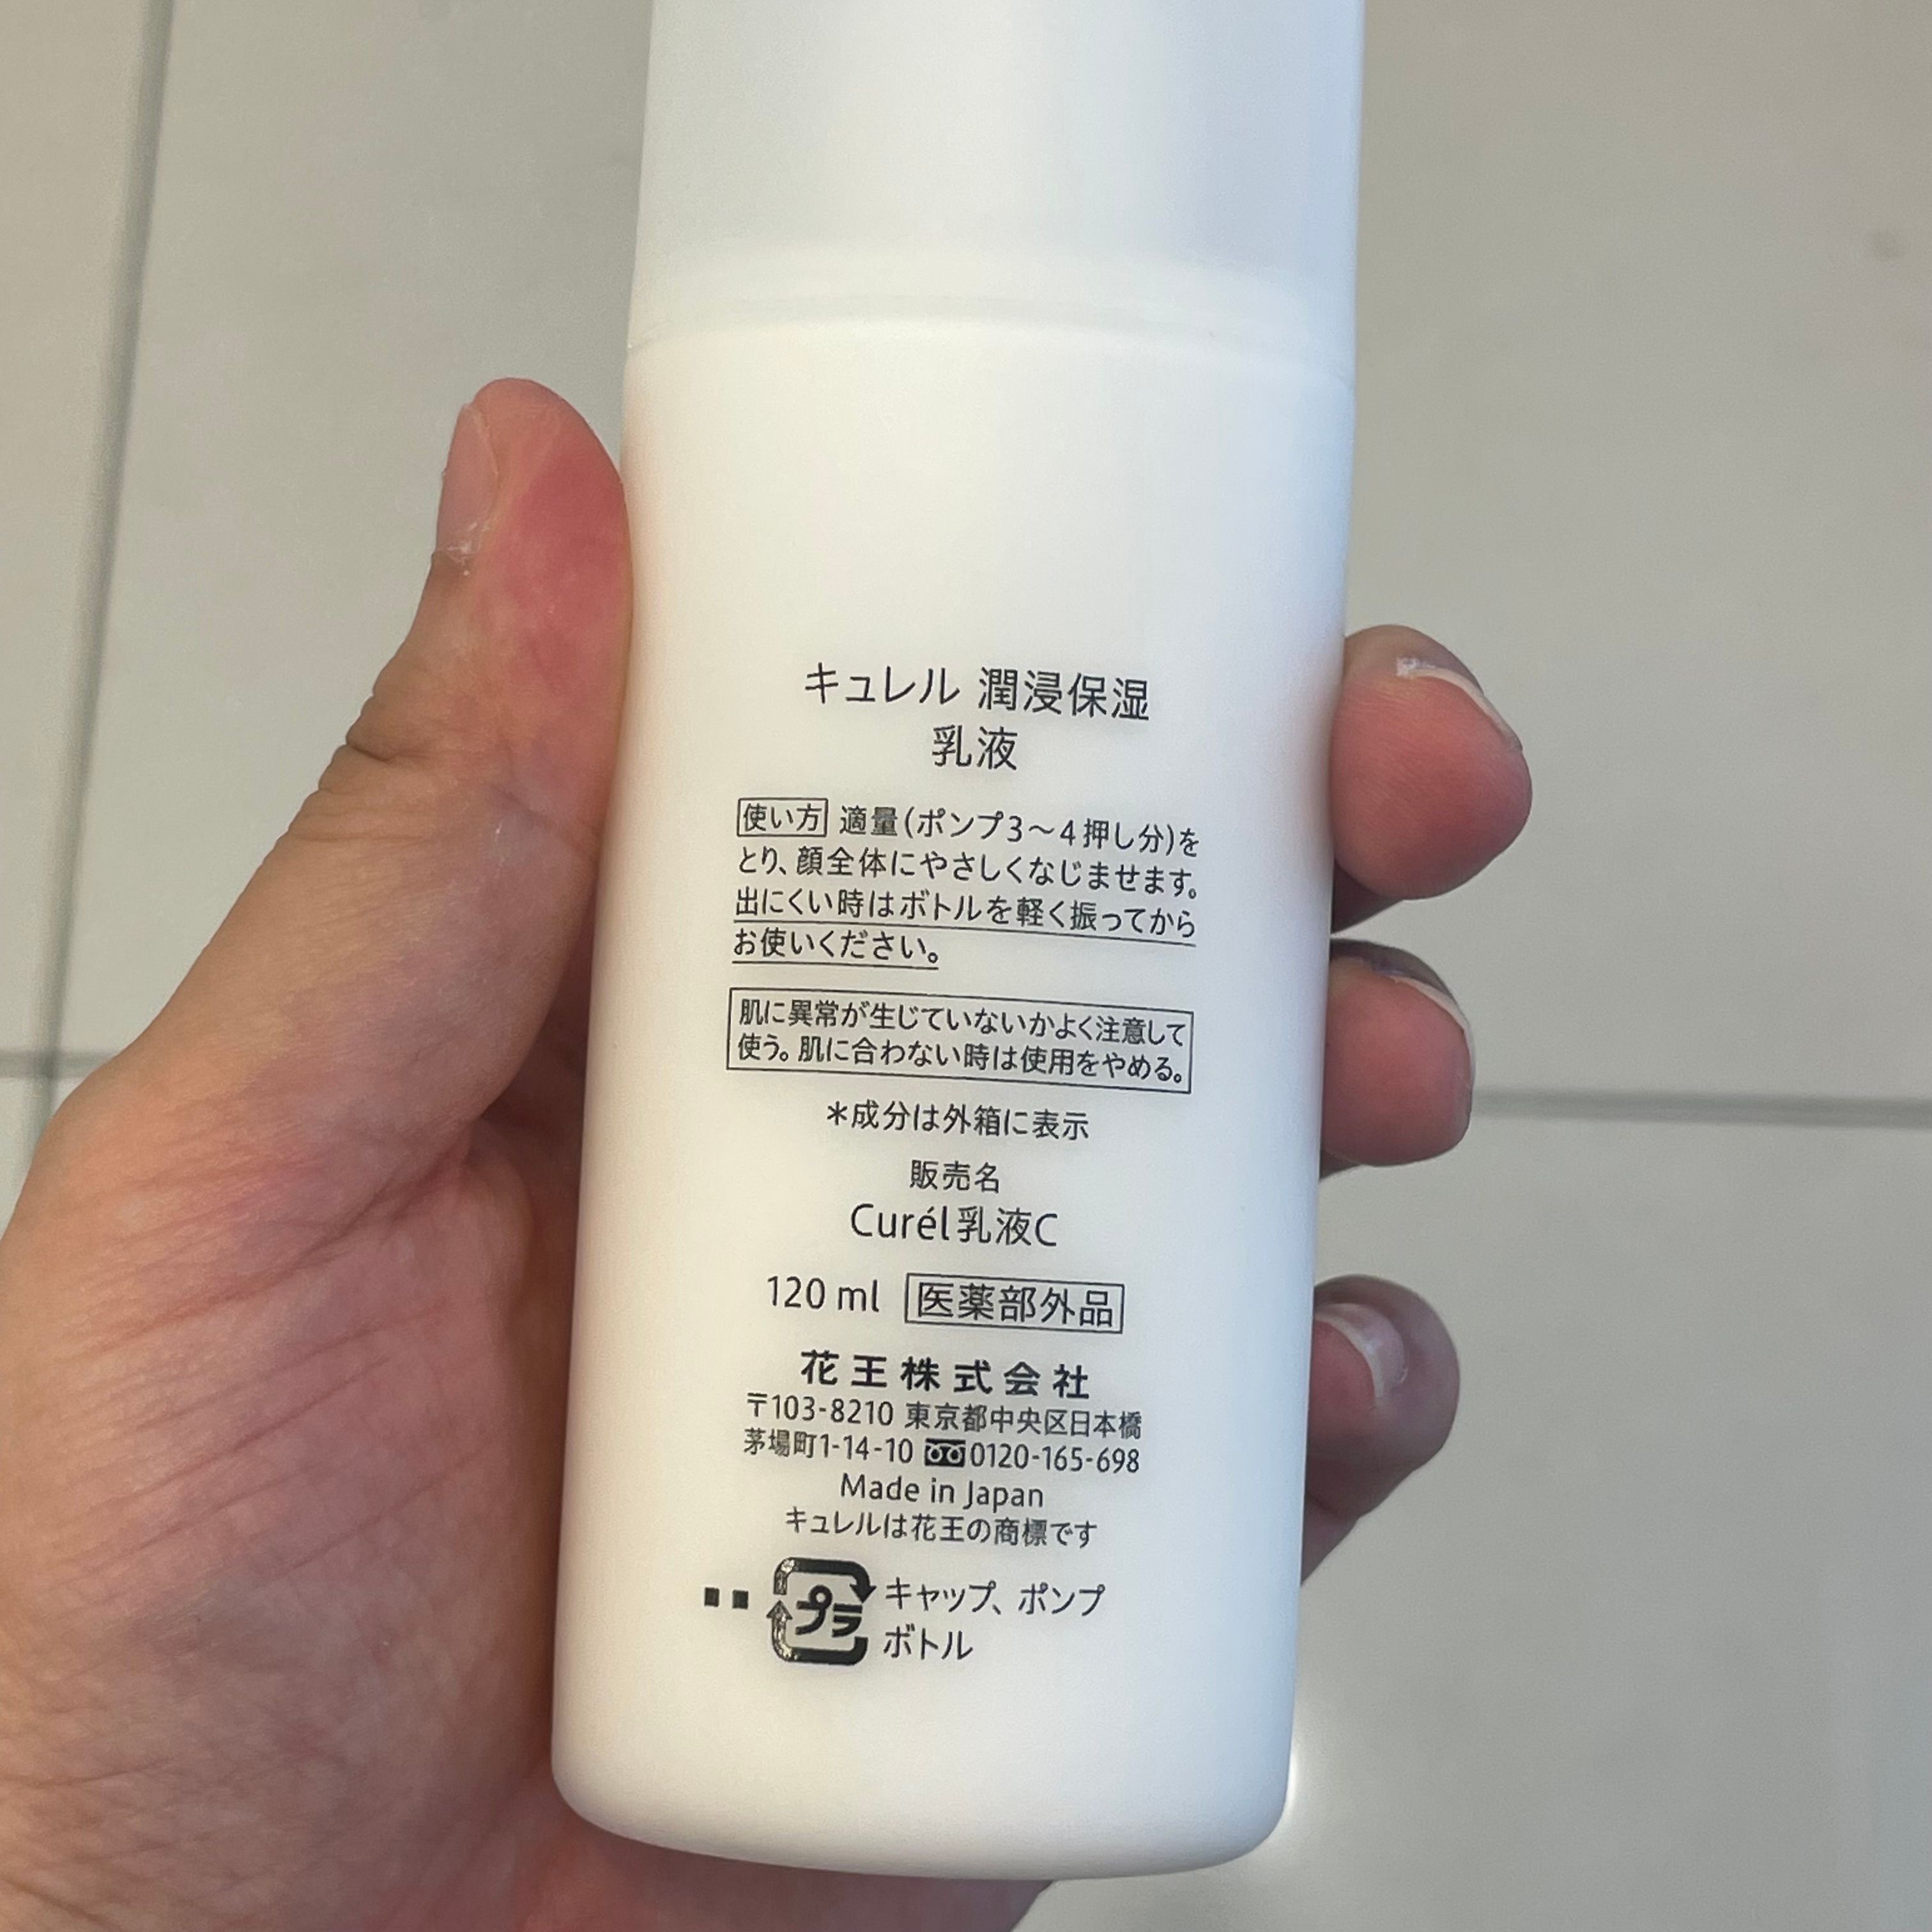 キュレル 潤浸保湿
乳液
使い方 適量(ポンプ3〜4押し分)を
とり、顔全体にやさしくなじませます。
出にくい時はボトルを軽く振ってから
お使いください。
肌に異常が生じていないかよく注意して
使う。肌に合わない時は使用をやめる。
*成分は外箱に表示
販売名
Curél乳液C
120 ml 医薬部外品
花王株式会社
〒103-8210 東京都中央区日本橋
茅場町1-14-10 0120-165-698
Made in Japan
キュレルは花王の商標です
プラ キャップ、ポンプ
ボトル